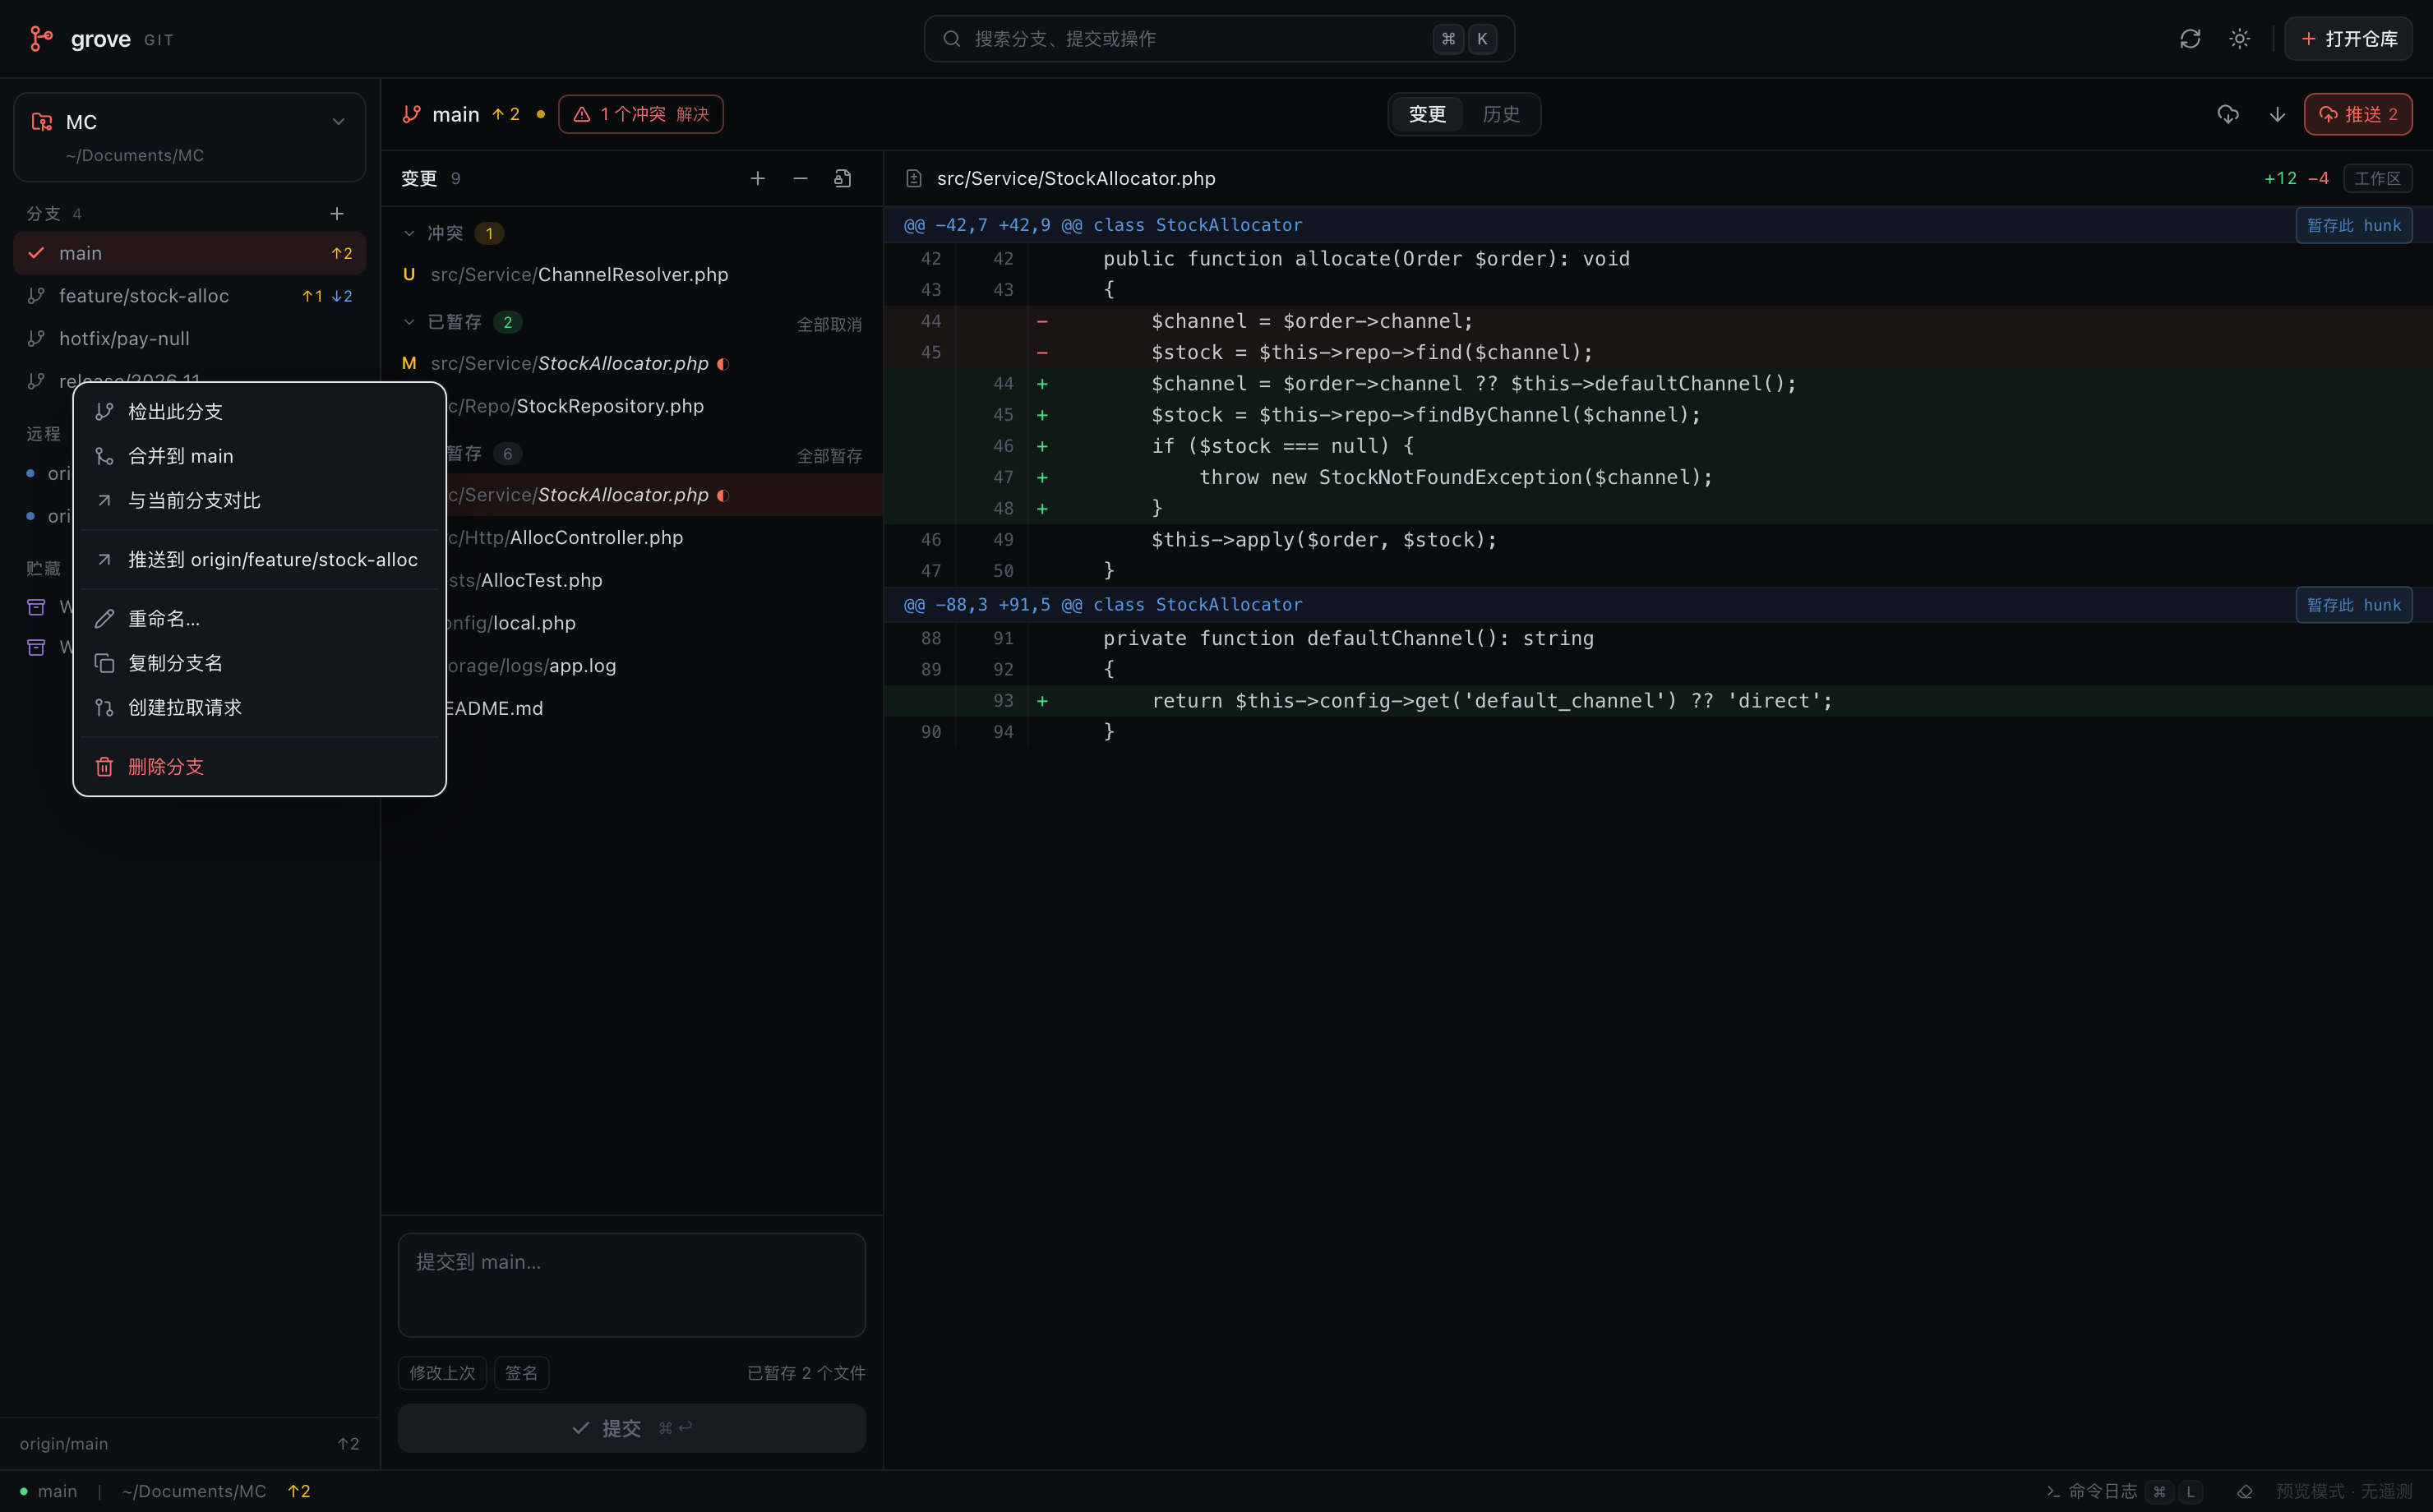 grove GIT
搜索分支、提交或操作 ⌘ K
打开仓库
MC
~/Documents/MC
分支 4
main ↑2
feature/stock-alloc ↑1 ↓2
hotfix/pay-null
release/2026.11
远程
ori
ori
贮藏
W
W
检出此分支
合并到 main
与当前分支对比
推送到 origin/feature/stock-alloc
重命名...
复制分支名
创建拉取请求
删除分支
origin/main ↑2
main ↑ 2
1 个冲突 解决
变更 历史
推送 2
变更 9
冲突 1
U src/Service/ChannelResolver.php
已暂存 2 全部取消
M src/Service/StockAllocator.php
c/Repo/StockRepository.php
暂存 6 全部暂存
c/Service/StockAllocator.php
c/Http/AllocController.php
sts/AllocTest.php
onfig/local.php
orage/logs/app.log
EADME.md
提交到 main...
修改上次 签名 已暂存 2 个文件
提交 ⌘ ↩
src/Service/StockAllocator.php +12 −4 工作区
@@ −42,7 +42,9 @@ class StockAllocator 暂存此 hunk
42 42 public function allocate(Order $order): void
43 43 {
44 − $channel = $order->channel;
45 − $stock = $this->repo->find($channel);
44 + $channel = $order->channel ?? $this->defaultChannel();
45 + $stock = $this->repo->findByChannel($channel);
46 + if ($stock === null) {
47 + throw new StockNotFoundException($channel);
48 + }
46 49 $this->apply($order, $stock);
47 50 }
@@ −88,3 +91,5 @@ class StockAllocator 暂存此 hunk
88 91 private function defaultChannel(): string
89 92 {
93 + return $this->config->get('default_channel') ?? 'direct';
90 94 }
main | ~/Documents/MC ↑2
命令日志 ⌘ L 预览模式 · 无遥测